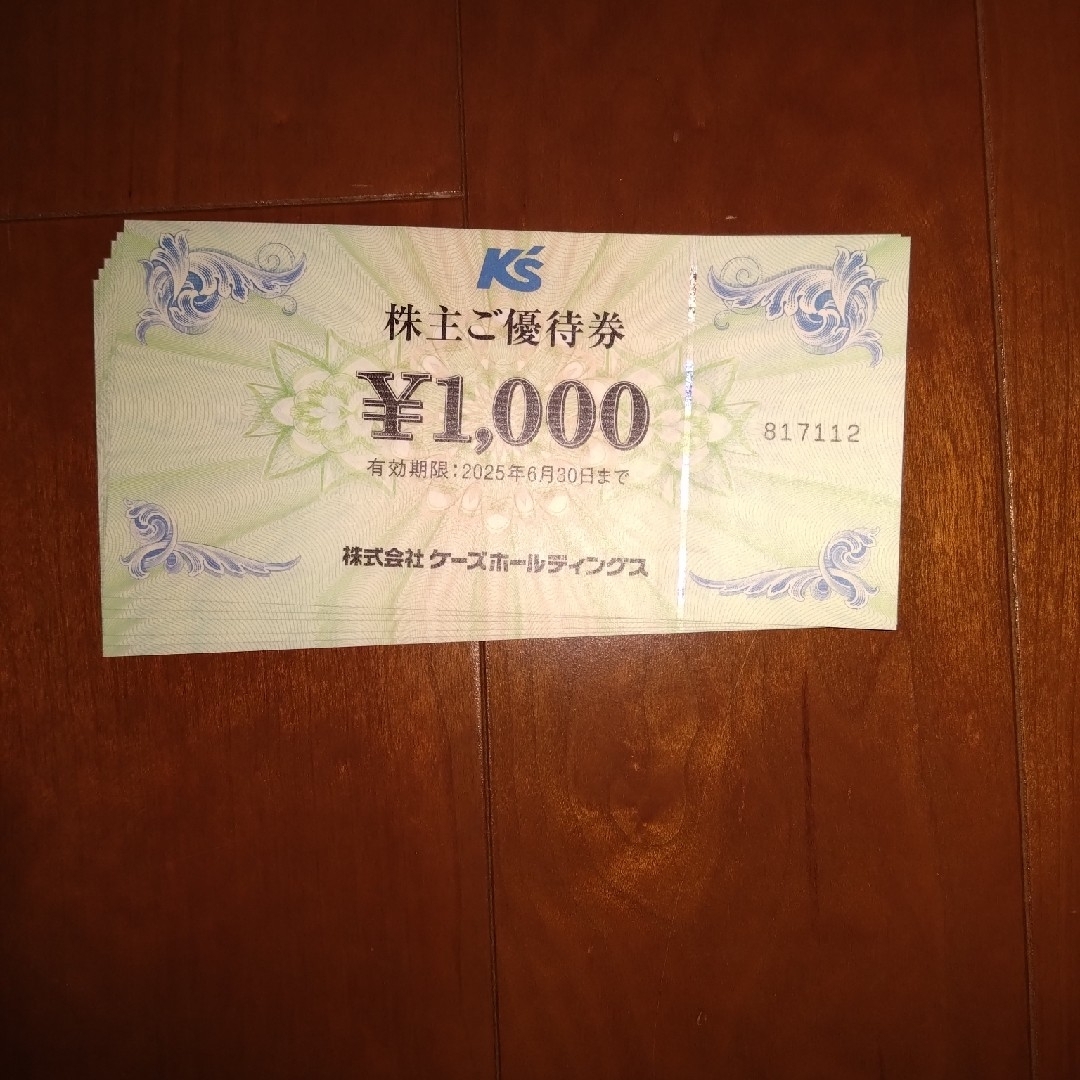 K's
株主ご優待券
¥1,000
817112
有効期限：2025年6月30日まで
株式会社 ケーズホールディングス